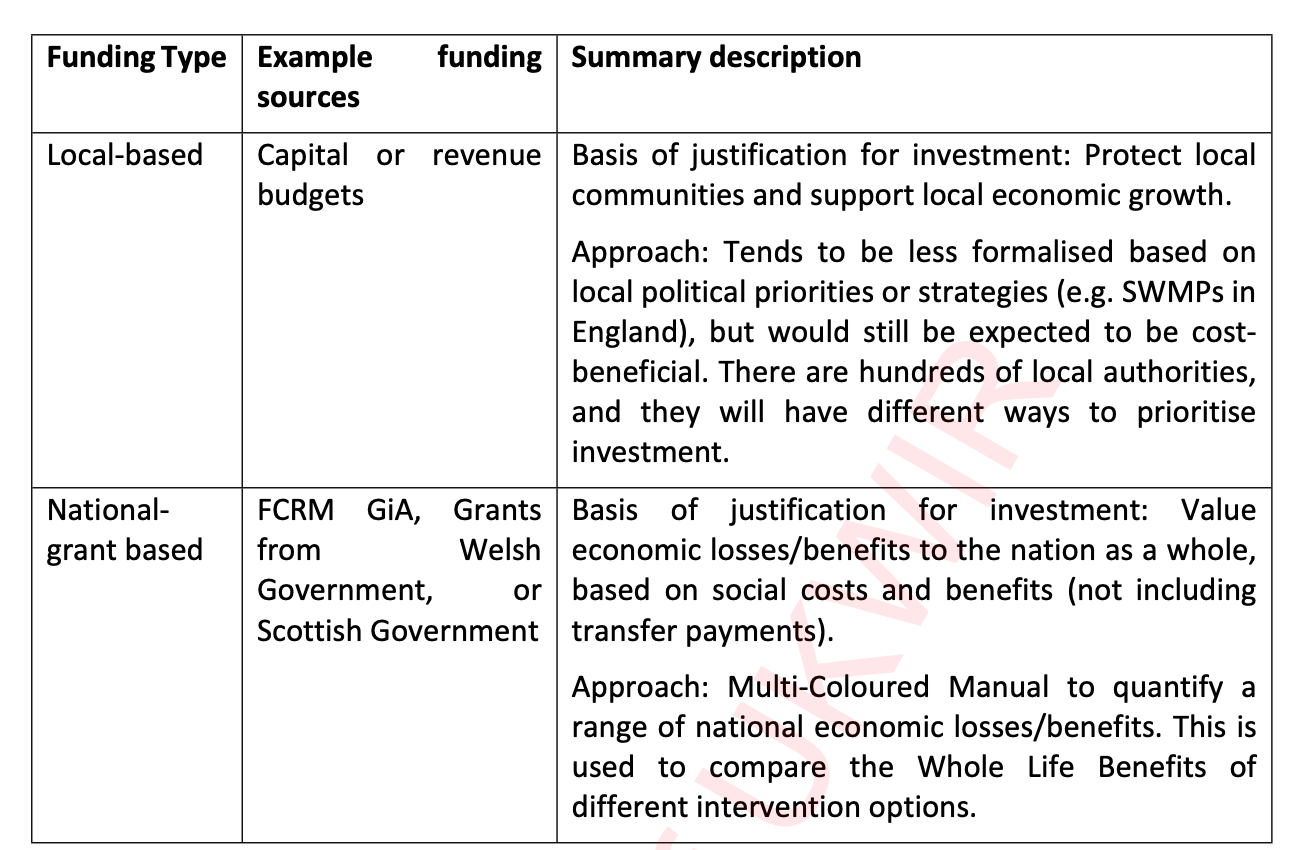 Funding Type
Example funding
sources
Summary description
Local-based
Capital or revenue
budgets
Basis of justification for investment: Protect local
communities and support local economic growth.
Approach: Tends to be less formalised based on
local political priorities or strategies (e.g. SWMPs in
England), but would still be expected to be cost-
beneficial. There are hundreds of local authorities,
and they will have different ways to prioritise
investment.
National-
grant based
FCRM GiA, Grants
from Welsh
Government, or
Scottish Government
Basis of justification for investment: Value
economic losses/benefits to the nation as a whole,
based on social costs and benefits (not including
transfer payments).
Approach: Multi-Coloured Manual to quantify a
range of national economic losses/benefits. This is
used to compare the Whole Life Benefits of
different intervention options.
UKWIR